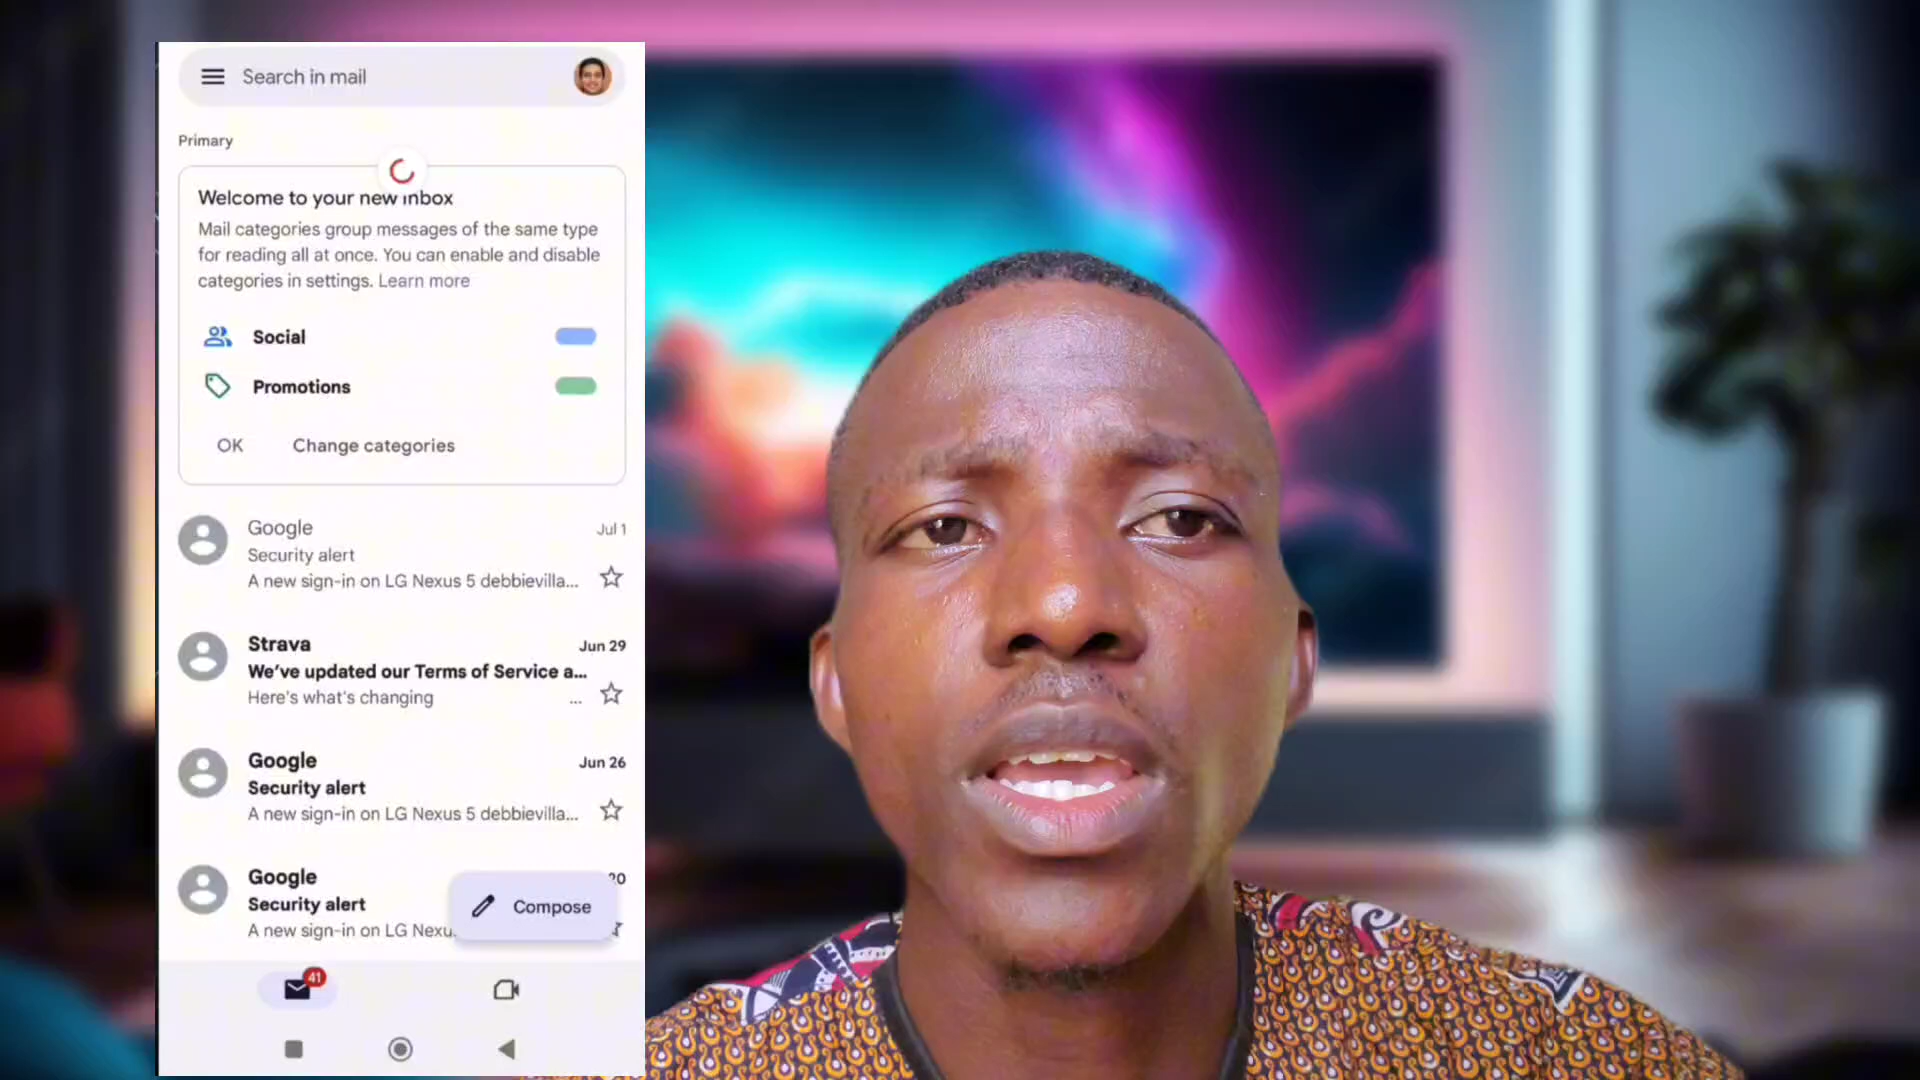 Search in mail
Primary
Welcome to your new inbox
Mail categories group messages of the same type
for reading all at once. You can enable and disable
categories in settings. Learn more
Social
Promotions
OK Change categories
Google Jul 1
Security alert
A new sign-in on LG Nexus 5 debbievilla...
Strava Jun 29
We've updated our Terms of Service a...
Here's what's changing ...
Google Jun 26
Security alert
A new sign-in on LG Nexus 5 debbievilla...
Google 20
Security alert
A new sign-in on LG Nexu
Compose
41